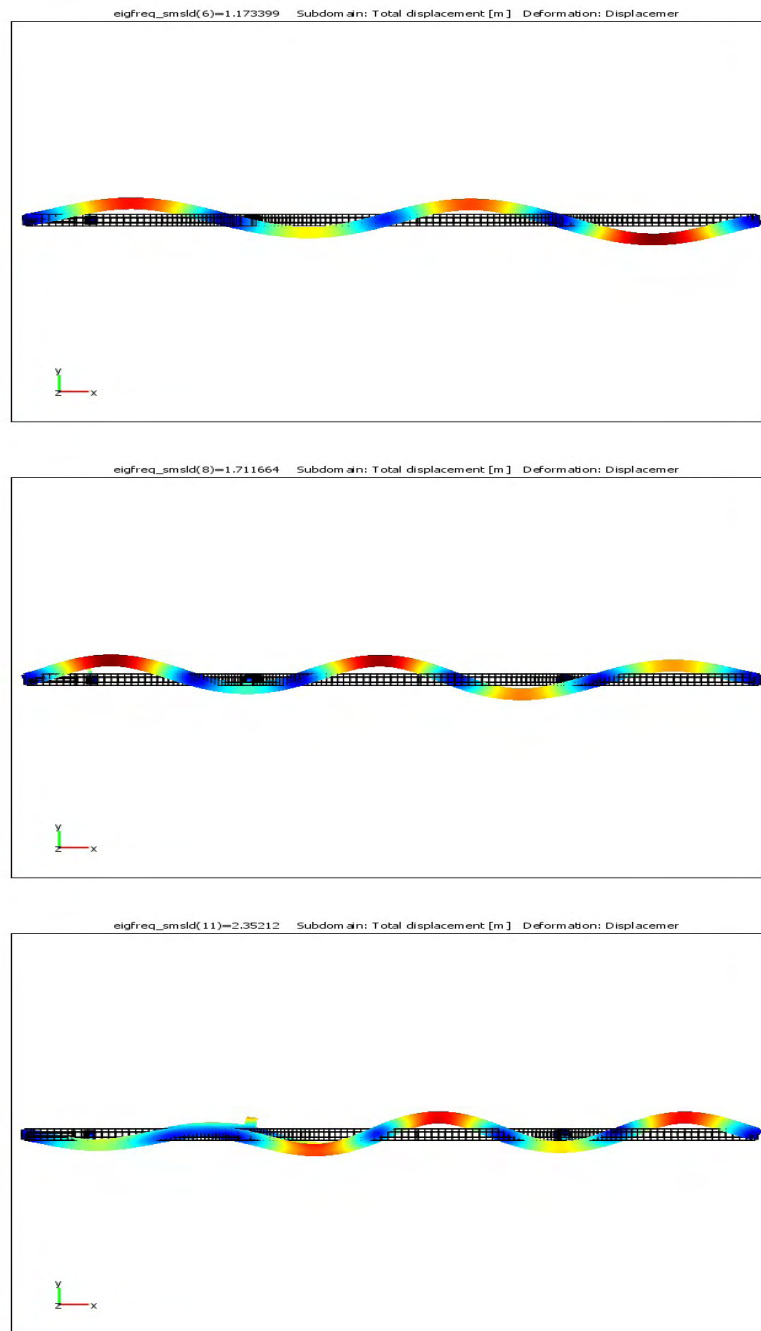 eigfreq_smsld(6)=1.173399 Subdomain: Total displacement [m] Deformation: Displacemer
y
z x
eigfreq_smsld(8)=1.711664 Subdomain: Total displacement [m] Deformation: Displacemer
y
z x
eigfreq_smsld(11)=2.35212 Subdomain: Total displacement [m] Deformation: Displacemer
y
z x